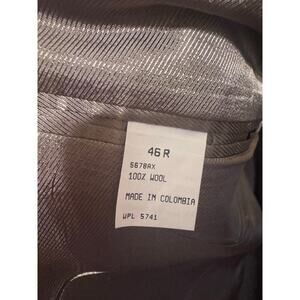 46 R
5678AX
100% WOOL
MADE IN COLOMBIA
WPL 5741